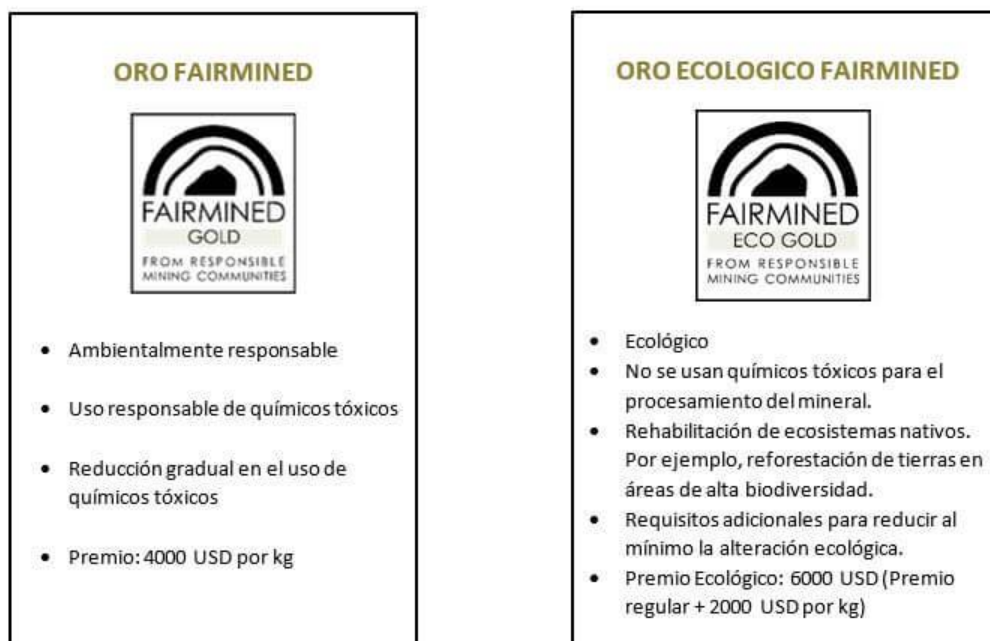 ORO FAIRMINED
FAIRMINED
GOLD
FROM RESPONSIBLE
MINING COMMUNITIES
• Ambientalmente responsable
• Uso responsable de químicos tóxicos
• Reducción gradual en el uso de
químicos tóxicos
• Premio: 4000 USD por kg
ORO ECOLOGICO FAIRMINED
FAIRMINED
ECO GOLD
FROM RESPONSIBLE
MINING COMMUNITIES
• Ecológico
• No se usan químicos tóxicos para el
procesamiento del mineral.
• Rehabilitación de ecosistemas nativos.
Por ejemplo, reforestación de tierras en
áreas de alta biodiversidad.
• Requisitos adicionales para reducir al
mínimo la alteración ecológica.
• Premio Ecológico: 6000 USD (Premio
regular + 2000 USD por kg)